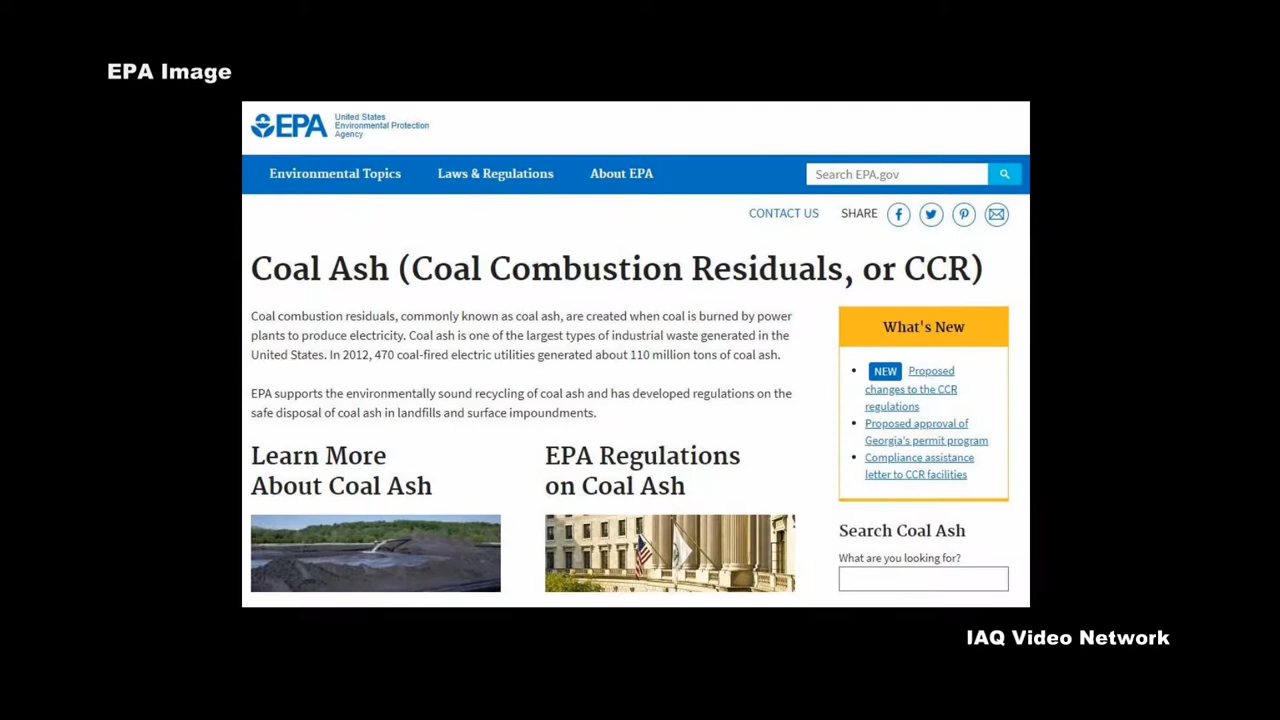 EPA Image
EPA
United States
Environmental Protection
Agency
Environmental Topics
Laws & Regulations
About EPA
Search EPA.gov
CONTACT US
SHARE
Coal Ash (Coal Combustion Residuals, or CCR)
Coal combustion residuals, commonly known as coal ash, are created when coal is burned by power
plants to produce electricity. Coal ash is one of the largest types of industrial waste generated in the
United States. In 2012, 470 coal-fired electric utilities generated about 110 million tons of coal ash.
EPA supports the environmentally sound recycling of coal ash and has developed regulations on the
safe disposal of coal ash in landfills and surface impoundments.
Learn More
About Coal Ash
EPA Regulations
on Coal Ash
What's New
NEW Proposed
changes to the CCR
regulations
Proposed approval of
Georgia's permit program
Compliance assistance
letter to CCR facilities
Search Coal Ash
What are you looking for?
IAQ Video Network